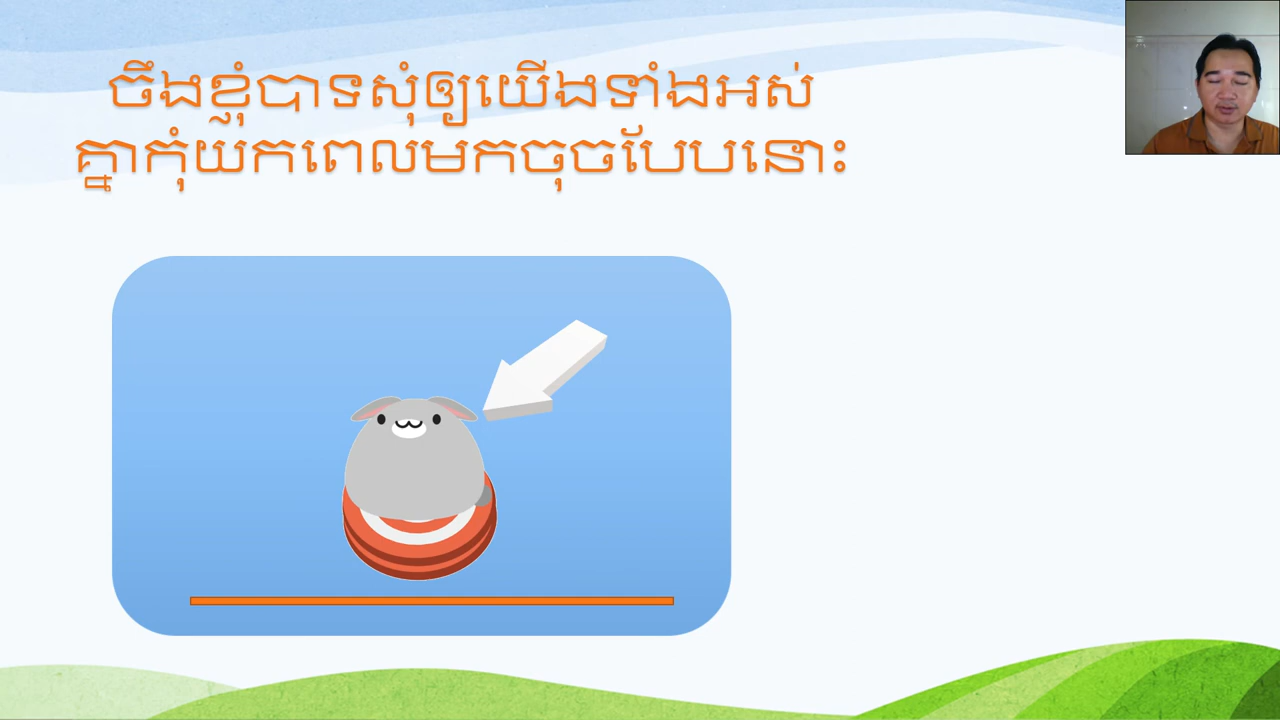 ចឹងខ្ញុំបាទសុំឲ្យយើងទាំងអស់
គ្នាកុំយកពេលមកចុចបែបនោះ